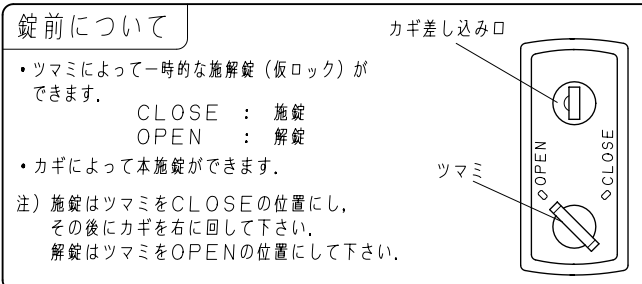 錠前について
・ツマミによって一時的な施解錠（仮ロック）が
できます．
ＣＬＯＳＥ ： 施錠
ＯＰＥＮ ： 解錠
・カギによって本施錠ができます．
注）施錠はツマミをＣＬＯＳＥの位置にし，
その後にカギを右に回して下さい．
解錠はツマミをＯＰＥＮの位置にして下さい．
カギ差し込み口
ツマミ
OPEN
CLOSE